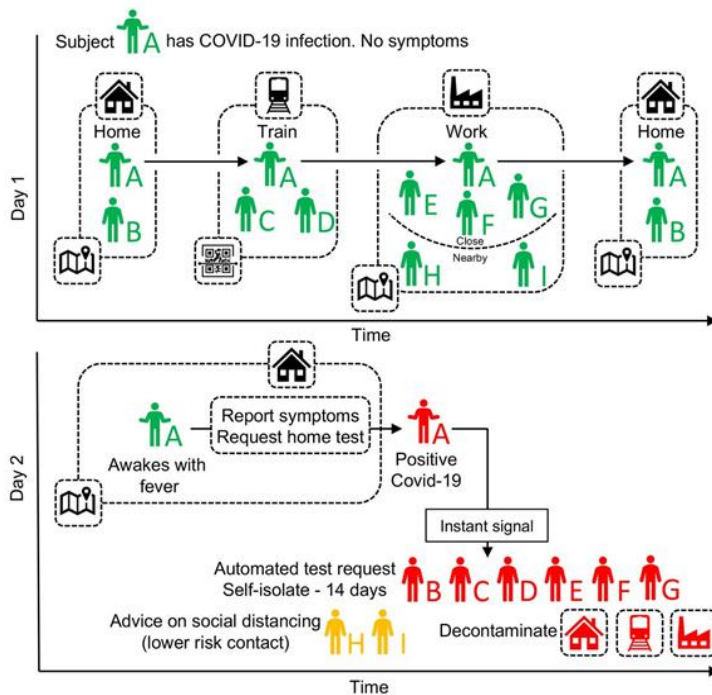 Subject A has COVID-19 infection. No symptoms
Home
Train
Work
Home
A
A
A
A
B
C
D
E
F
G
B
Close
Nearby
H
I
Day 1
Time
Report symptoms
Request home test
A
A
Awakes with
fever
Positive
Covid-19
Day 2
Instant signal
Automated test request
Self-isolate - 14 days
B C D E F G
Advice on social distancing
(lower risk contact)
H I
Decontaminate
Time